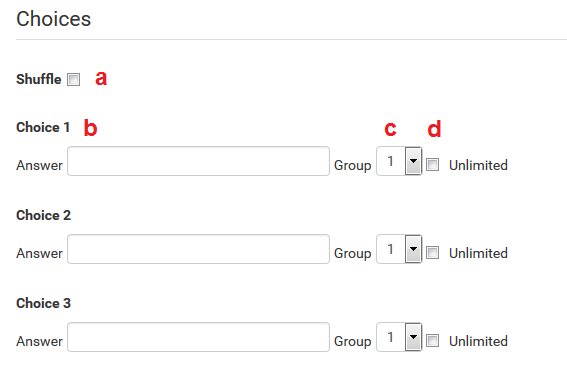 Choices
Shuffle a
Choice 1 b c d
Answer Group 1 Unlimited
Choice 2
Answer Group 1 Unlimited
Choice 3
Answer Group 1 Unlimited